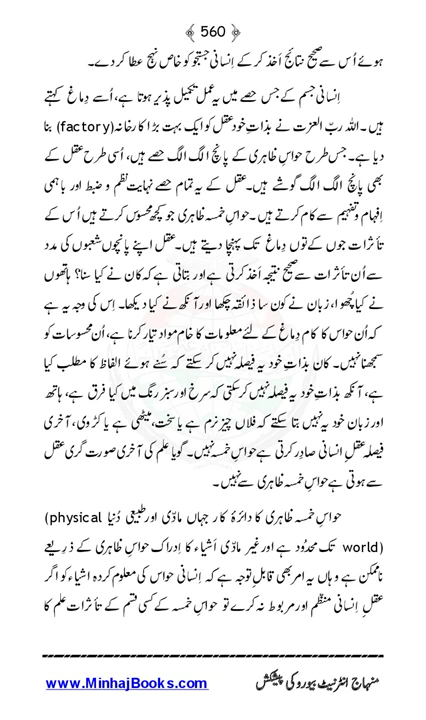 ﴿ 560 ﴾
ہوئے اُس سے صحیح نتائج اَخذ کر کے اِنسانی جستجو کو خاص نہج عطا کر دے۔
اِنسانی جسم کے جس حصے میں یہ عمل تکمیل پذیر ہوتا ہے، اُسے دِماغ کہتے
ہیں۔ اللہ ربّ العزت نے بذاتِ خود عقل کو ایک بہت بڑا کارخانہ (factory) بنا
دیا ہے۔ جس طرح حواسِ ظاہری کے پانچ الگ الگ حصے ہیں، اُسی طرح عقل کے
بھی پانچ الگ الگ گوشے ہیں۔ عقل کے یہ تمام حصے نہایت نظم و ضبط اور باہمی
اِفہام و تفہیم سے کام کرتے ہیں۔ حواسِ خمسہ ظاہری جو کچھ محسوس کرتے ہیں اُس کے
تأثرات جوں کے توں دِماغ تک پہنچا دیتے ہیں۔ عقل اپنے پانچوں شعبوں کی مدد
سے اُن تأثرات سے صحیح نتیجہ اَخذ کرتی ہے اور بتاتی ہے کہ کان نے کیا سنا؟ ہاتھوں
نے کیا چُھوا، زبان نے کون سا ذائقہ چکھا اور آنکھ نے کیا دیکھا۔ اِس کی وجہ یہ ہے
کہ اُن حواس کا کام دِماغ کے لئے معلومات کا خام مواد تیار کرنا ہے، اُن محسوسات کو
سمجھنا نہیں۔ کان بذاتِ خود یہ فیصلہ نہیں کر سکتے کہ سُنے ہوئے الفاظ کا مطلب کیا
ہے، آنکھ بذاتِ خود یہ فیصلہ نہیں کر سکتی کہ سرخ اور سبز رنگ میں کیا فرق ہے، ہاتھ
اور زبان خود یہ نہیں بتا سکتے کہ فلاں چیز نرم ہے یا سخت، میٹھی ہے یا کڑوی، آخری
فیصلہ عقلِ انسانی صادِر کرتی ہے حواسِ خمسہ نہیں۔ گویا علم کی آخری صورت گری عقل
سے ہوتی ہے حواسِ خمسہ ظاہری سے نہیں۔
حواسِ خمسہ ظاہری کا دائرۂ کار جہاں مادّی اور طبیعی دُنیا (physical
world) تک محدُود ہے اور غیر مادّی اَشیاء کا اِدراک حواسِ ظاہری کے ذریعے
ناممکن ہے وہاں یہ امر بھی قابلِ توجہ ہے کہ اِنسانی حواس کی معلوم کردہ اشیاء کو اگر
عقلِ اِنسانی منظّم اور مربوط نہ کرے تو حواسِ خمسہ کے کسی قسم کے تأثرات علم کا
www.MinhajBooks.com منہاج انٹرنیٹ بیورو کی پیشکش